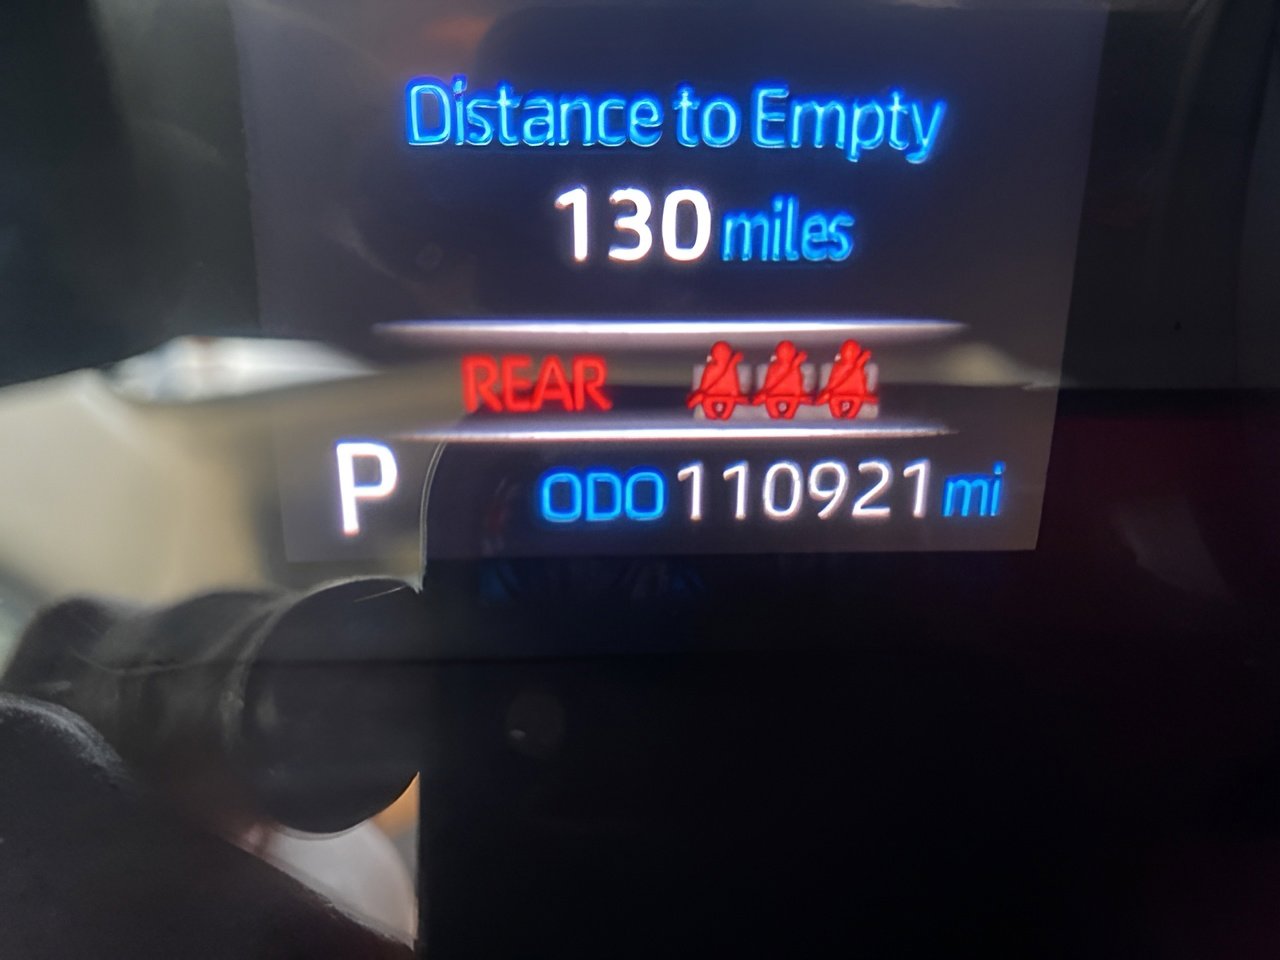 Distance to Empty
130 miles
REAR
P ODO 110921 mi